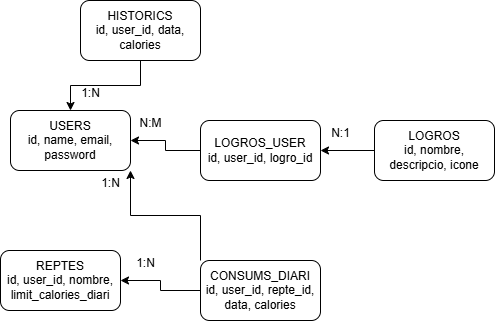 HISTORICS
id, user_id, data,
calories
1:N
USERS
id, name, email,
password
N:M
LOGROS_USER
id, user_id, logro_id
N:1
LOGROS
id, nombre,
descripcio, icone
1:N
REPTES
id, user_id, nombre,
limit_calories_diari
1:N
CONSUMS_DIARI
id, user_id, repte_id,
data, calories